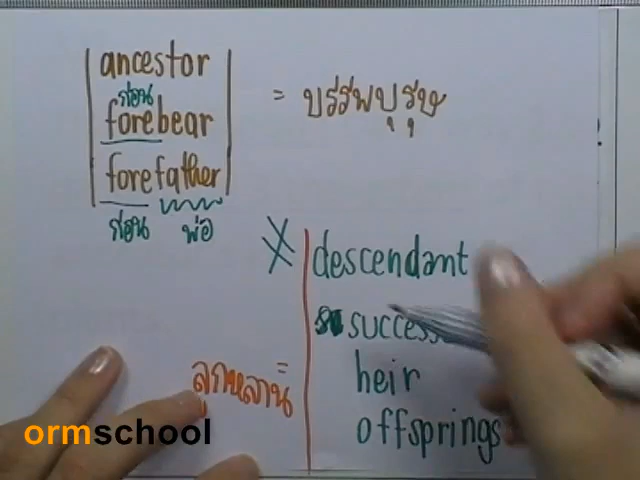 ancestor
ก่อน
forebear
forefather
ก่อน พ่อ
= บรรพบุรุษ
descendant
heir
offsprings
ลูกหลาน =
ormschool